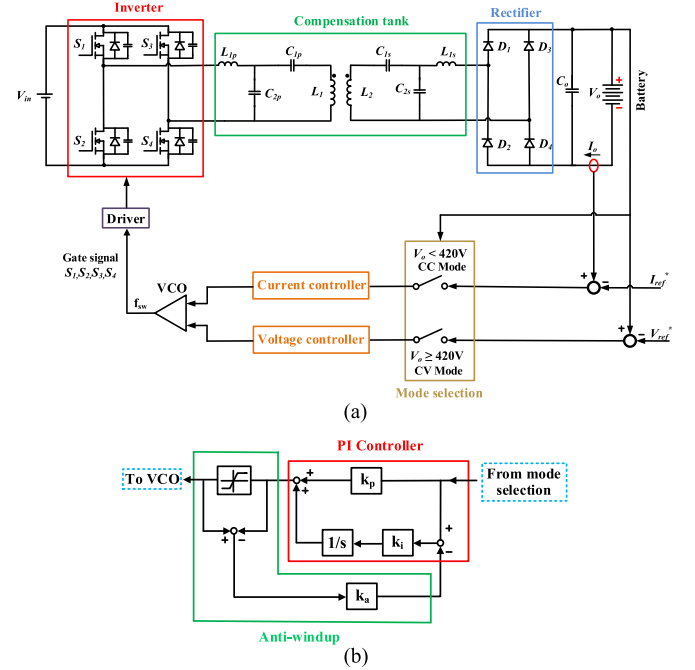 Inverter
Compensation tank
Rectifier
S1
S3
L1p
C1p
C1s
L1s
D1
D3
Vin
C2p
L1
L2
C2s
Co
Vo
+
−
Battery
S2
S4
D2
D4
Io
Driver
Gate signal
S1,S2,S3,S4
VCO
fsw
Current controller
Voltage controller
Vo < 420V
CC Mode
Vo ≥ 420V
CV Mode
Mode selection
+
−
Iref*
+
−
Vref*
(a)
PI Controller
To VCO
kp
From mode
selection
+
+
1/s
ki
+
−
+
−
ka
Anti-windup
(b)